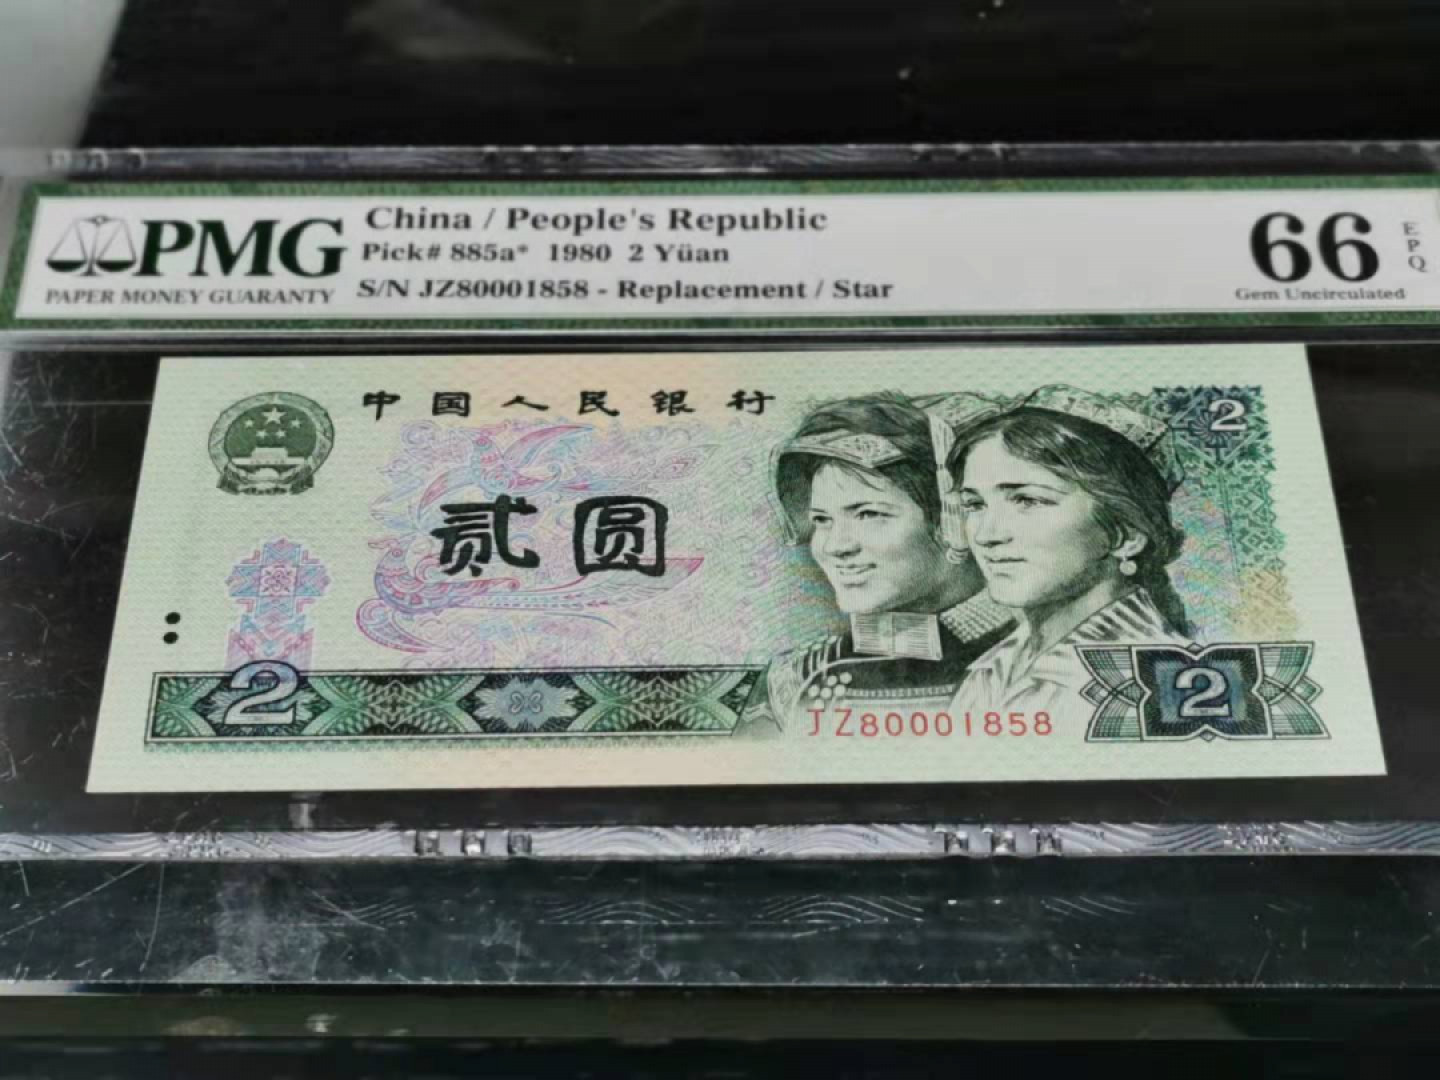 PMG
PAPER MONEY GUARANTY
China / People's Republic
Pick# 885a* 1980 2 Yüan
S/N JZ80001858 - Replacement / Star
66
EPQ
Gem Uncirculated
中国人民银行
2
贰圆
2
JZ80001858
2